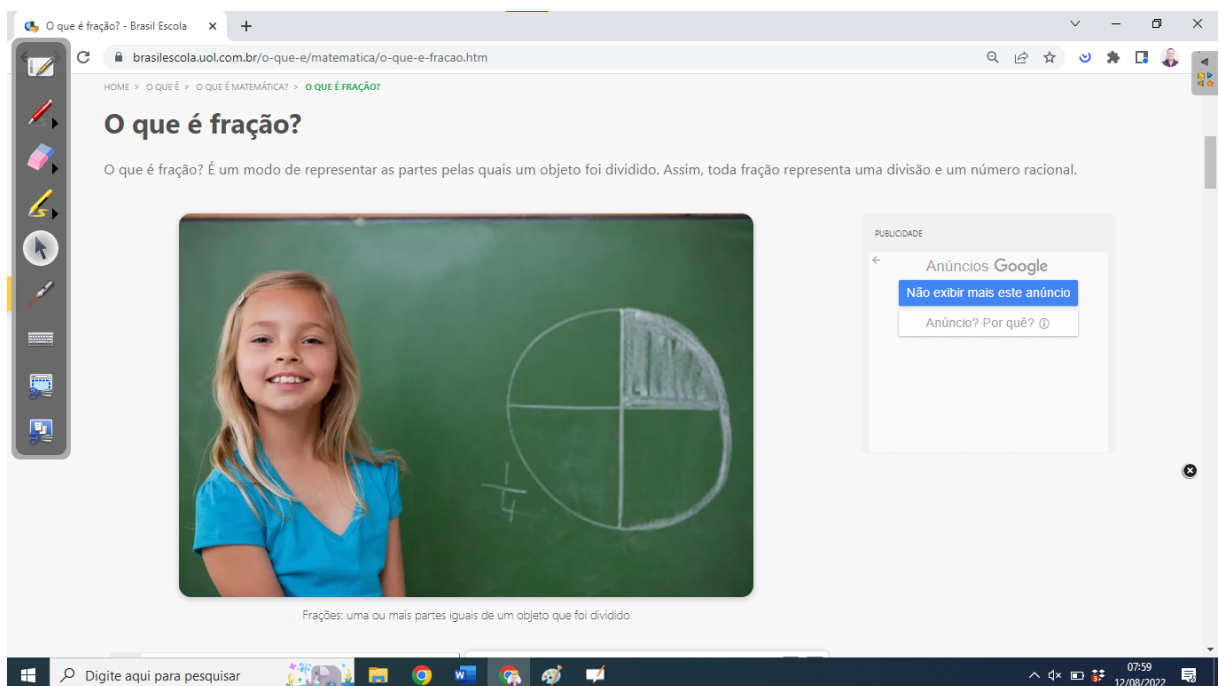 O que é fração? - Brasil Escola
brasilescola.uol.com.br/o-que-e/matematica/o-que-e-fracao.htm
HOME > O QUE É > O QUE É MATEMÁTICA? > O QUE É FRAÇÃO?
O que é fração?
O que é fração? É um modo de representar as partes pelas quais um objeto foi dividido. Assim, toda fração representa uma divisão e um número racional.
PUBLICIDADE
Anúncios Google
Não exibir mais este anúncio
Anúncio? Por quê?
1
4
Frações: uma ou mais partes iguais de um objeto que foi dividido
Digite aqui para pesquisar
07:59
12/08/2022